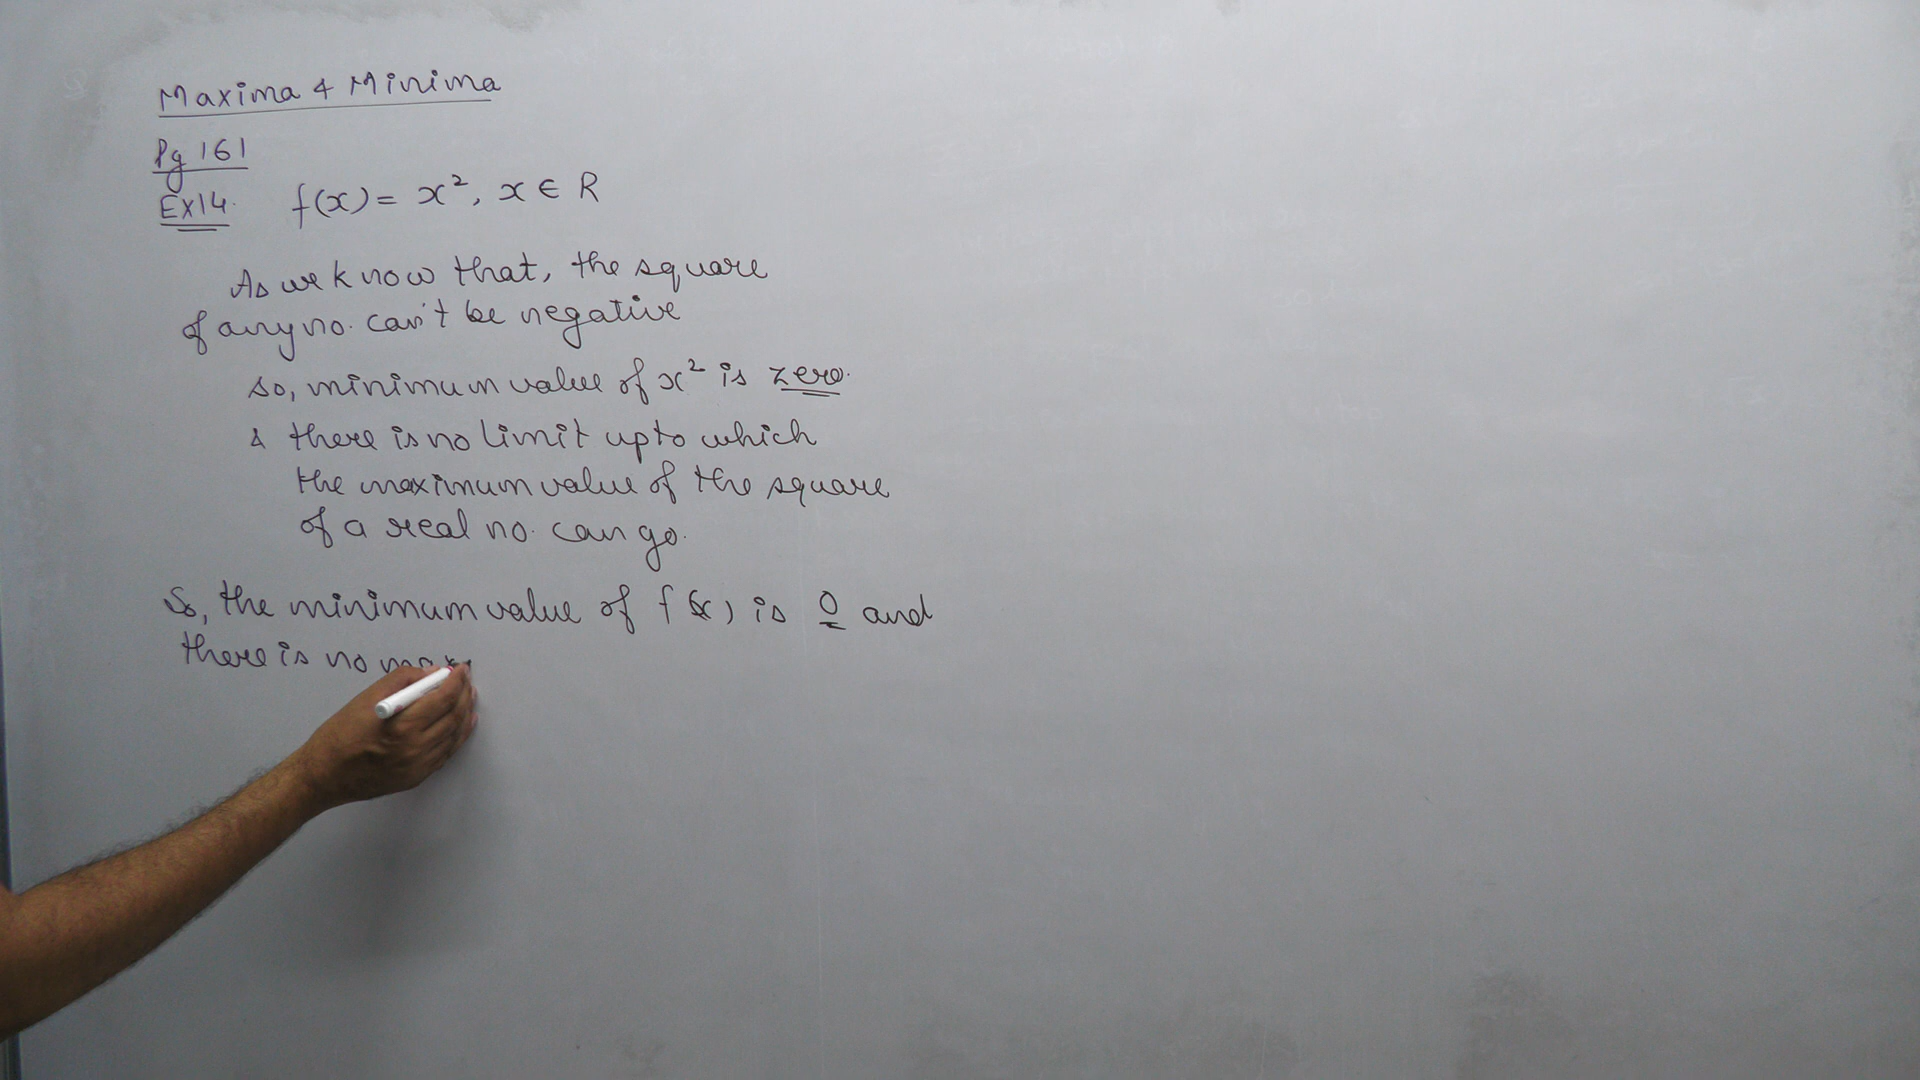 Maxima & Minima
Pg 161
Ex14. f(x) = x², x ∈ R
As we know that, the square
of any no. can't be negative
so, minimum value of x² is zero.
& there is no limit upto which
the maximum value of the square
of a real no. can go.
So, the minimum value of f(x) is 0 and
there is no max